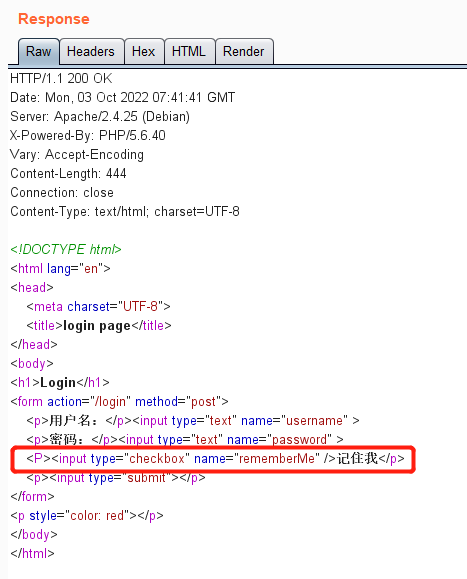 Response
Raw Headers Hex HTML Render
HTTP/1.1 200 OK
Date: Mon, 03 Oct 2022 07:41:41 GMT
Server: Apache/2.4.25 (Debian)
X-Powered-By: PHP/5.6.40
Vary: Accept-Encoding
Content-Length: 444
Connection: close
Content-Type: text/html; charset=UTF-8
<!DOCTYPE html>
<html lang="en">
<head>
<meta charset="UTF-8">
<title>login page</title>
</head>
<body>
<h1>Login</h1>
<form action="/login" method="post">
<p>用户名：</p><input type="text" name="username" >
<p>密码：</p><input type="text" name="password" >
<P><input type="checkbox" name="rememberMe" />记住我</p>
<p><input type="submit"></p>
</form>
<p style="color: red"></p>
</body>
</html>